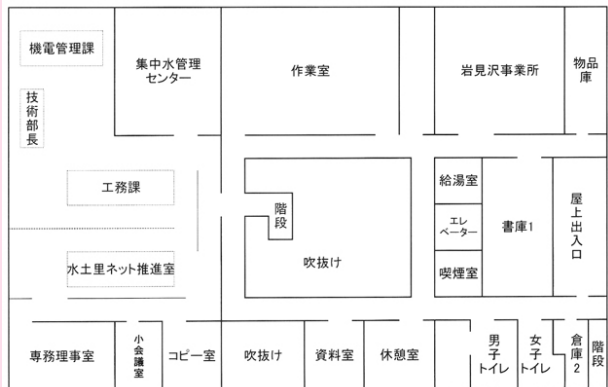 機電管理課
技術部長
工務課
水土里ネット推進室
集中水管理
センター
作業室
岩見沢事業所
物品
庫
階段
吹抜け
給湯室
エレ
ベーター
喫煙室
書庫1
屋上出入口
専務理事室
小会議室
コピー室
吹抜け
資料室
休憩室
男子
トイレ
女子
トイレ
倉庫2
階段